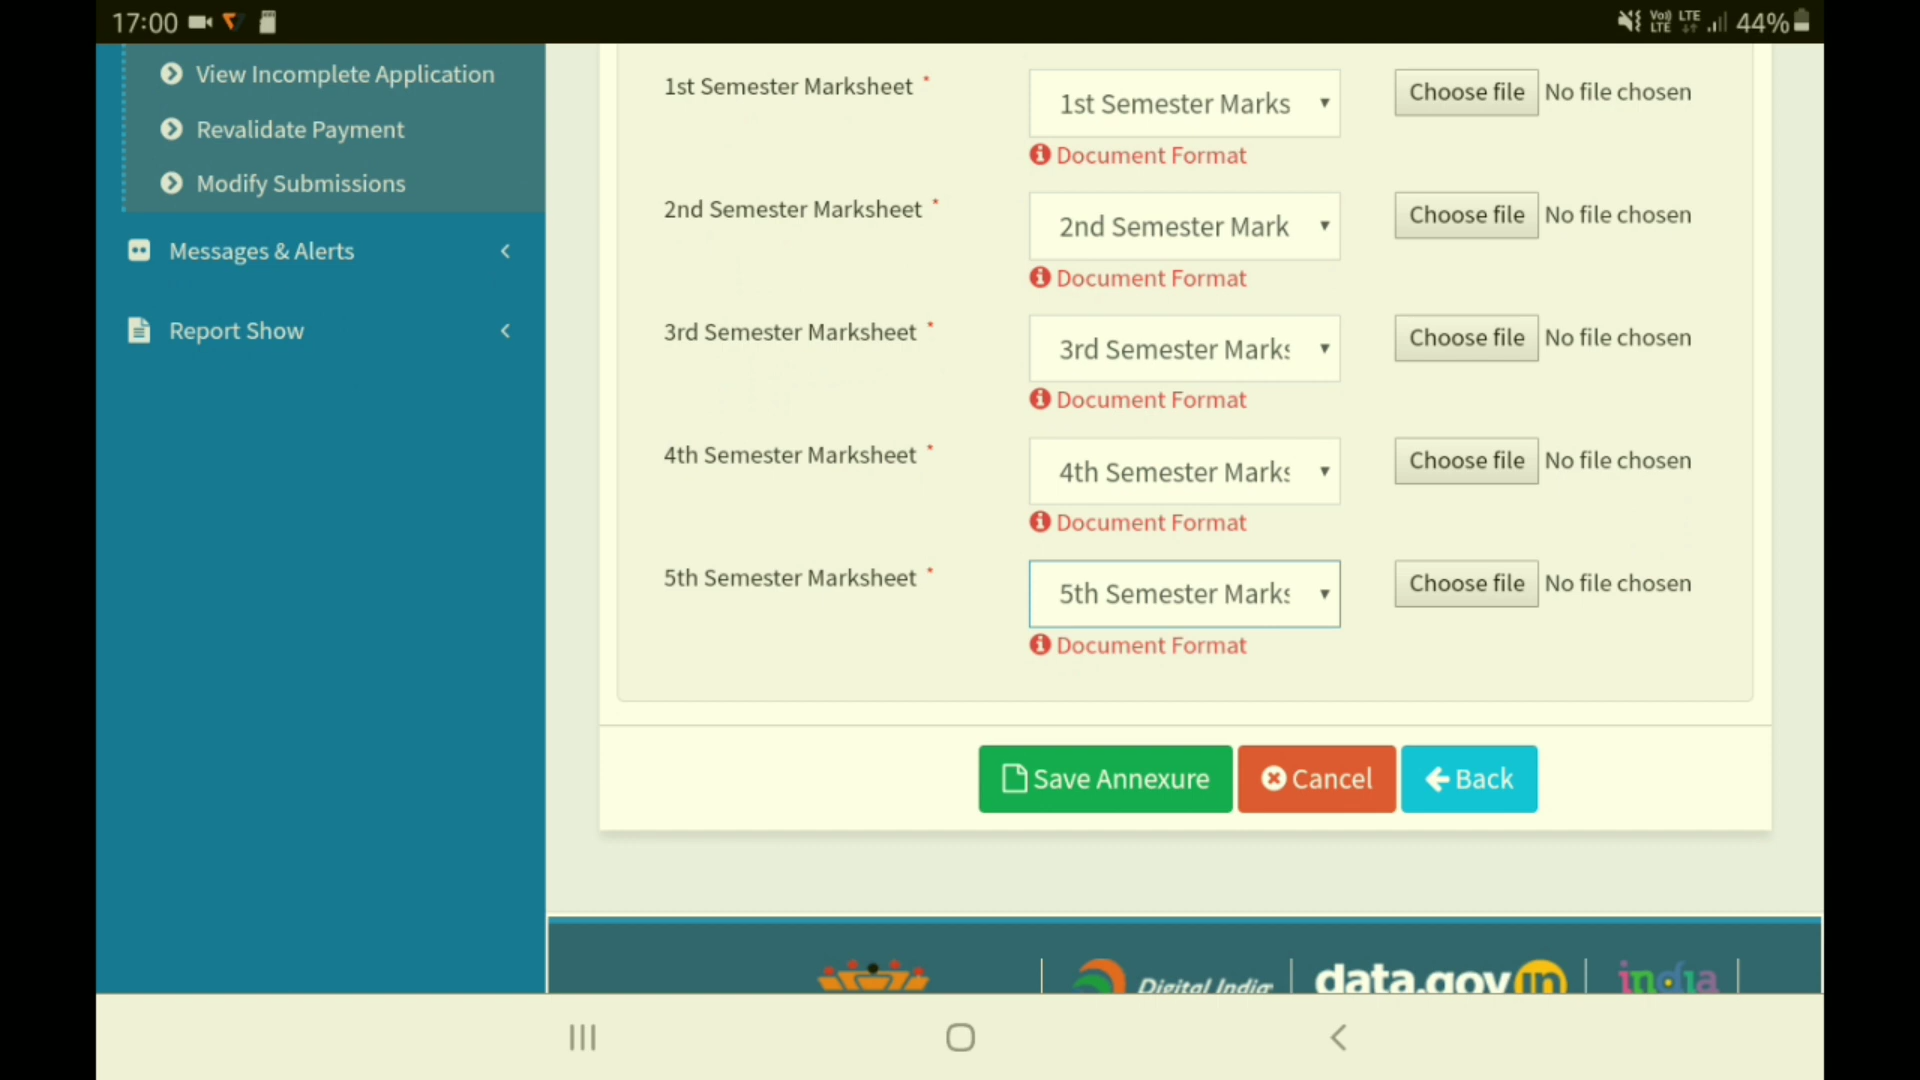 17:00
Vo) LTE
LTE
44%
View Incomplete Application
Revalidate Payment
Modify Submissions
Messages & Alerts
Report Show
1st Semester Marksheet *
1st Semester Marks
Choose file No file chosen
Document Format
2nd Semester Marksheet *
2nd Semester Mark
Choose file No file chosen
Document Format
3rd Semester Marksheet *
3rd Semester Marks
Choose file No file chosen
Document Format
4th Semester Marksheet *
4th Semester Marks
Choose file No file chosen
Document Format
5th Semester Marksheet *
5th Semester Marks
Choose file No file chosen
Document Format
Save Annexure
Cancel
Back
Digital India
data.gov in
india